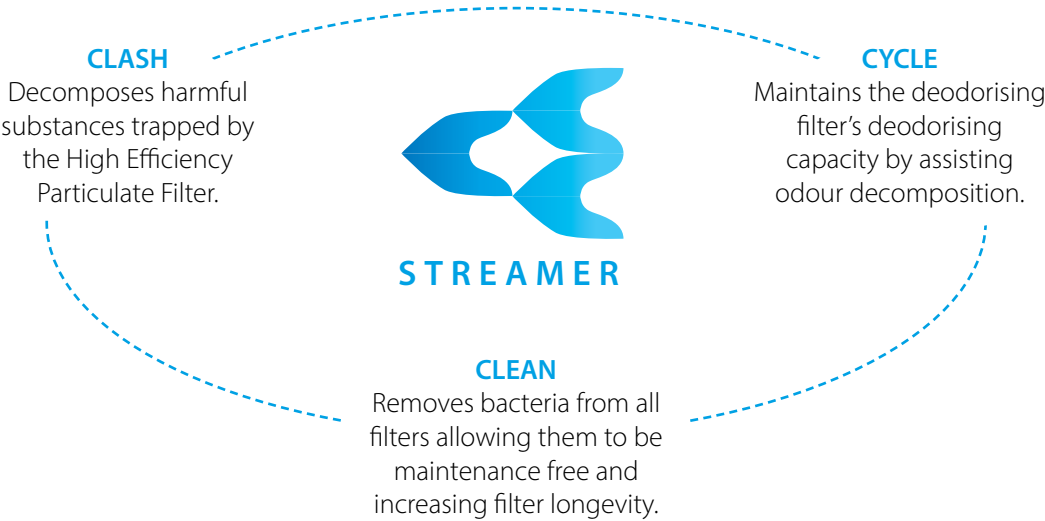 CLASH
Decomposes harmful
substances trapped by
the High Efficiency
Particulate Filter.
CYCLE
Maintains the deodorising
filter's deodorising
capacity by assisting
odour decomposition.
STREAMER
CLEAN
Removes bacteria from all
filters allowing them to be
maintenance free and
increasing filter longevity.